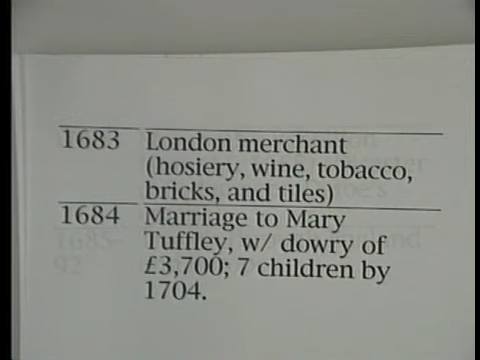 1683 London merchant
(hosiery, wine, tobacco,
bricks, and tiles)
1684 Marriage to Mary
Tuffley, w/ dowry of
£3,700; 7 children by
1704.